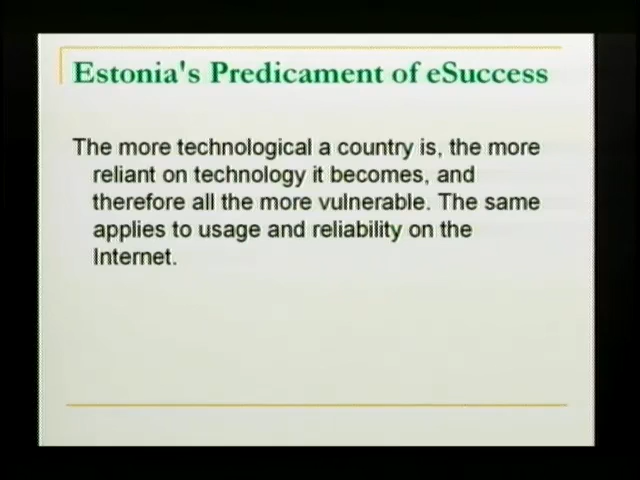 Estonia's Predicament of eSuccess
The more technological a country is, the more
reliant on technology it becomes, and
therefore all the more vulnerable. The same
applies to usage and reliability on the
Internet.